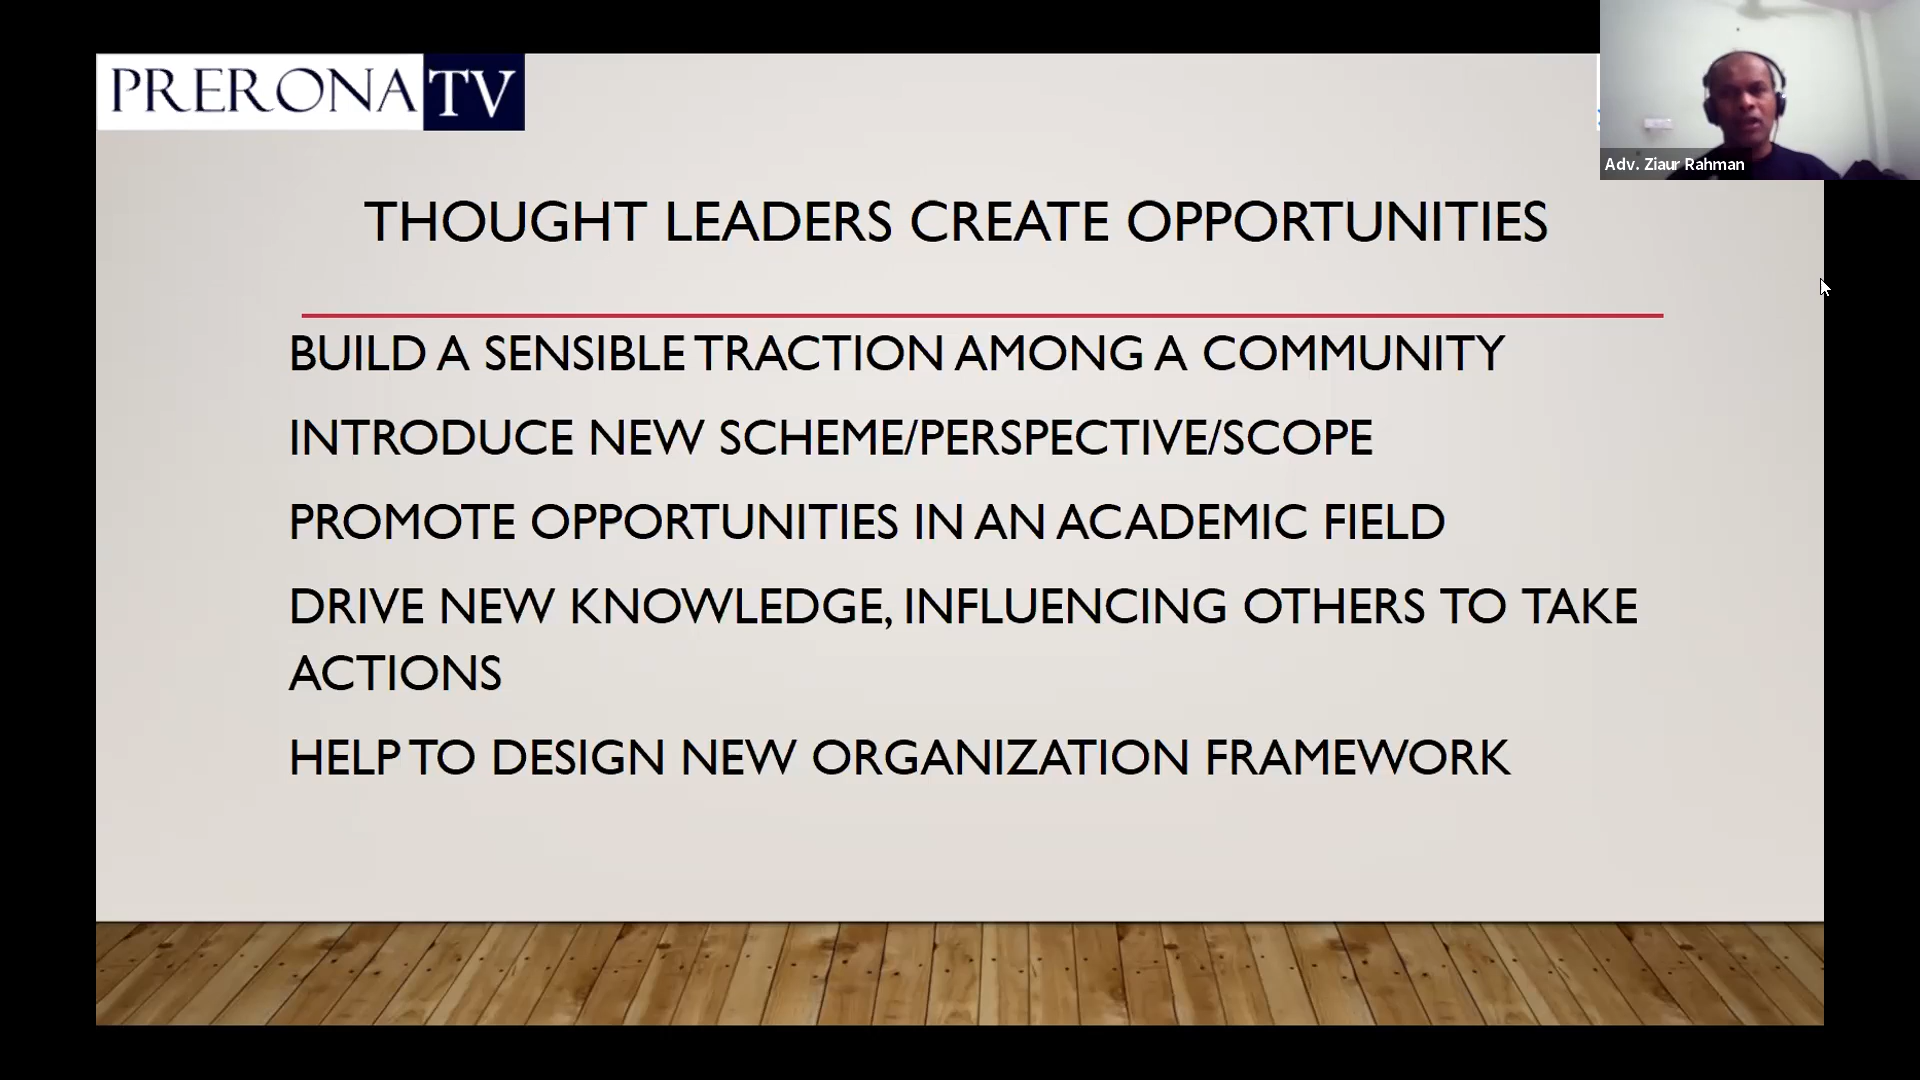 PRERONA TV
Adv. Ziaur Rahman
THOUGHT LEADERS CREATE OPPORTUNITIES
BUILD A SENSIBLE TRACTION AMONG A COMMUNITY
INTRODUCE NEW SCHEME/PERSPECTIVE/SCOPE
PROMOTE OPPORTUNITIES IN AN ACADEMIC FIELD
DRIVE NEW KNOWLEDGE, INFLUENCING OTHERS TO TAKE
ACTIONS
HELP TO DESIGN NEW ORGANIZATION FRAMEWORK